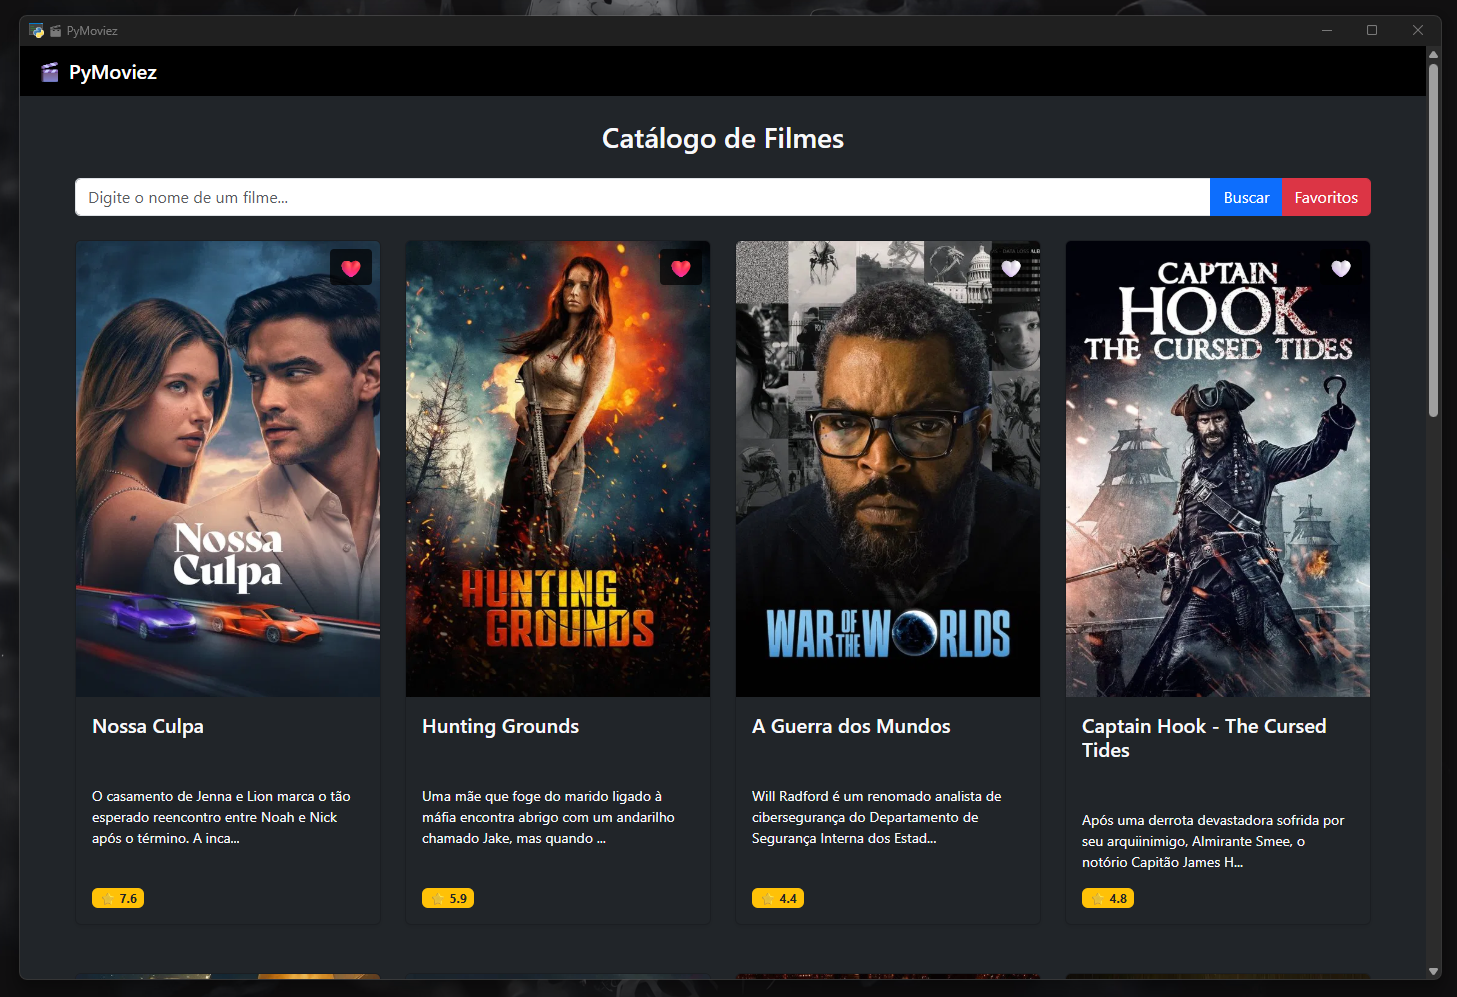 PyMoviez
PyMoviez
Catálogo de Filmes
Digite o nome de um filme...
Buscar
Favoritos
Nossa
Culpa
HUNTING
GROUNDS
WAR OF THE WORLDS
CAPTAIN
HOOK
THE CURSED TIDES
Nossa Culpa
O casamento de Jenna e Lion marca o tão
esperado reencontro entre Noah e Nick
após o término. A inca...
7.6
Hunting Grounds
Uma mãe que foge do marido ligado à
máfia encontra abrigo com um andarilho
chamado Jake, mas quando ...
5.9
A Guerra dos Mundos
Will Radford é um renomado analista de
cibersegurança do Departamento de
Segurança Interna dos Estad...
4.4
Captain Hook - The Cursed
Tides
Após uma derrota devastadora sofrida por
seu arquiinimigo, Almirante Smee, o
notório Capitão James H...
4.8